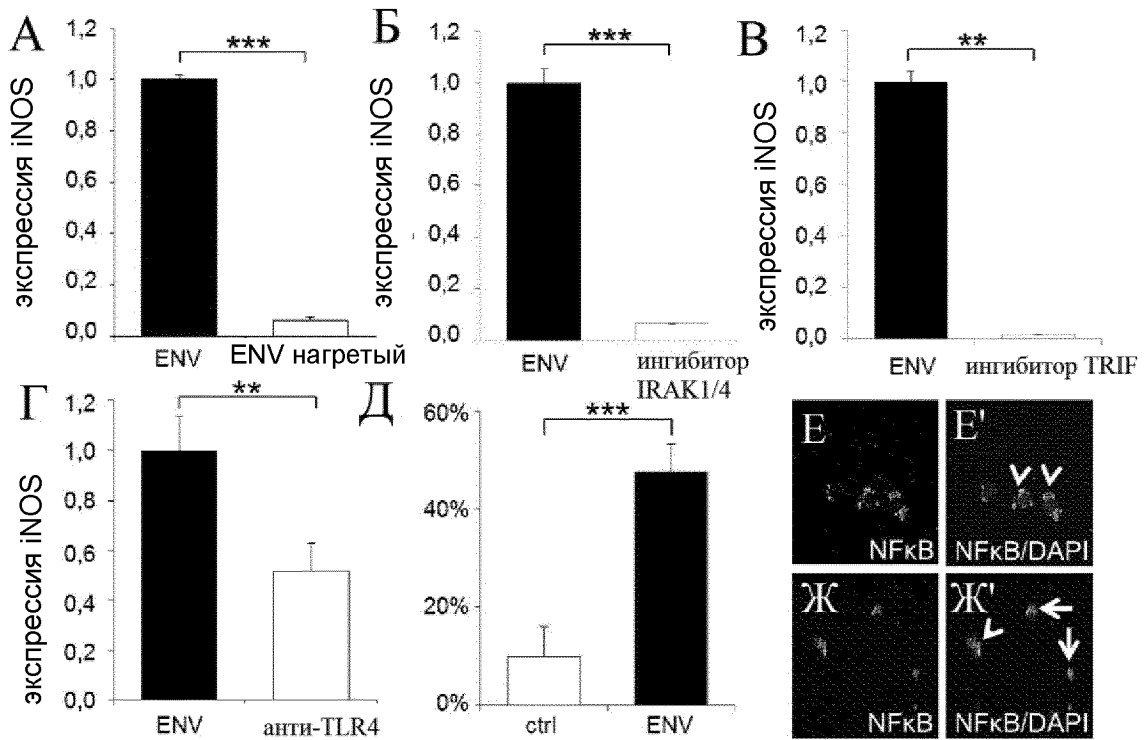 А
экспрессия iNOS
1,2
1,0
0,8
0,6
0,4
0,2
0,0
***
ENV
ENV нагретый
Б
экспрессия iNOS
1,2
1,0
0,8
0,6
0,4
0,2
0,0
***
ENV
ингибитор
IRAK1/4
В
экспрессия iNOS
1,2
1,0
0,8
0,6
0,4
0,2
0,0
**
ENV
ингибитор TRIF
Г
экспрессия iNOS
1,2
1,0
0,8
0,6
0,4
0,2
0,0
**
ENV
анти-TLR4
Д
60%
40%
20%
0%
***
ctrl
ENV
Е
NFκB
Е'
NFκB/DAPI
Ж
NFκB
Ж'
NFκB/DAPI